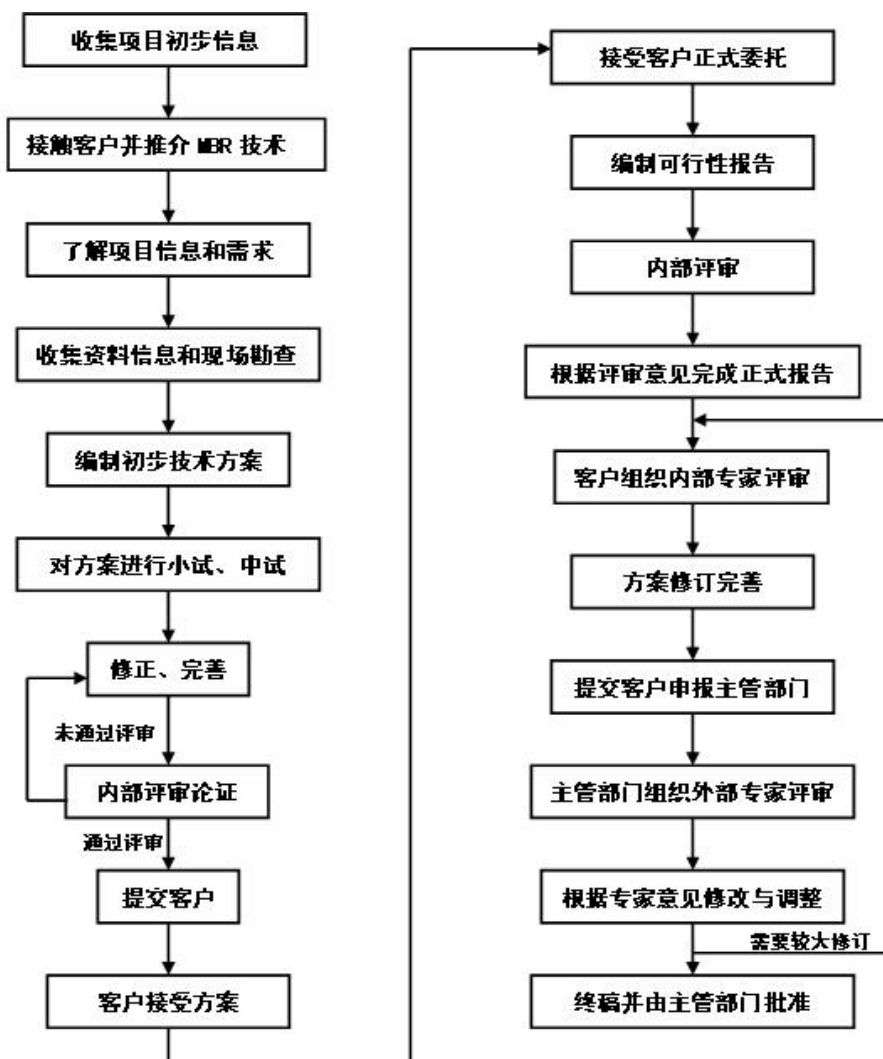 收集项目初步信息
接触客户并推介 MBR 技术
了解项目信息和需求
收集资料信息和现场勘查
编制初步技术方案
对方案进行小试、中试
修正、完善
未通过评审
内部评审论证
通过评审
提交客户
客户接受方案
接受客户正式委托
编制可行性报告
内部评审
根据评审意见完成正式报告
客户组织内部专家评审
方案修订完善
提交客户申报主管部门
主管部门组织外部专家评审
根据专家意见修改与调整
需要较大修订
终稿并由主管部门批准